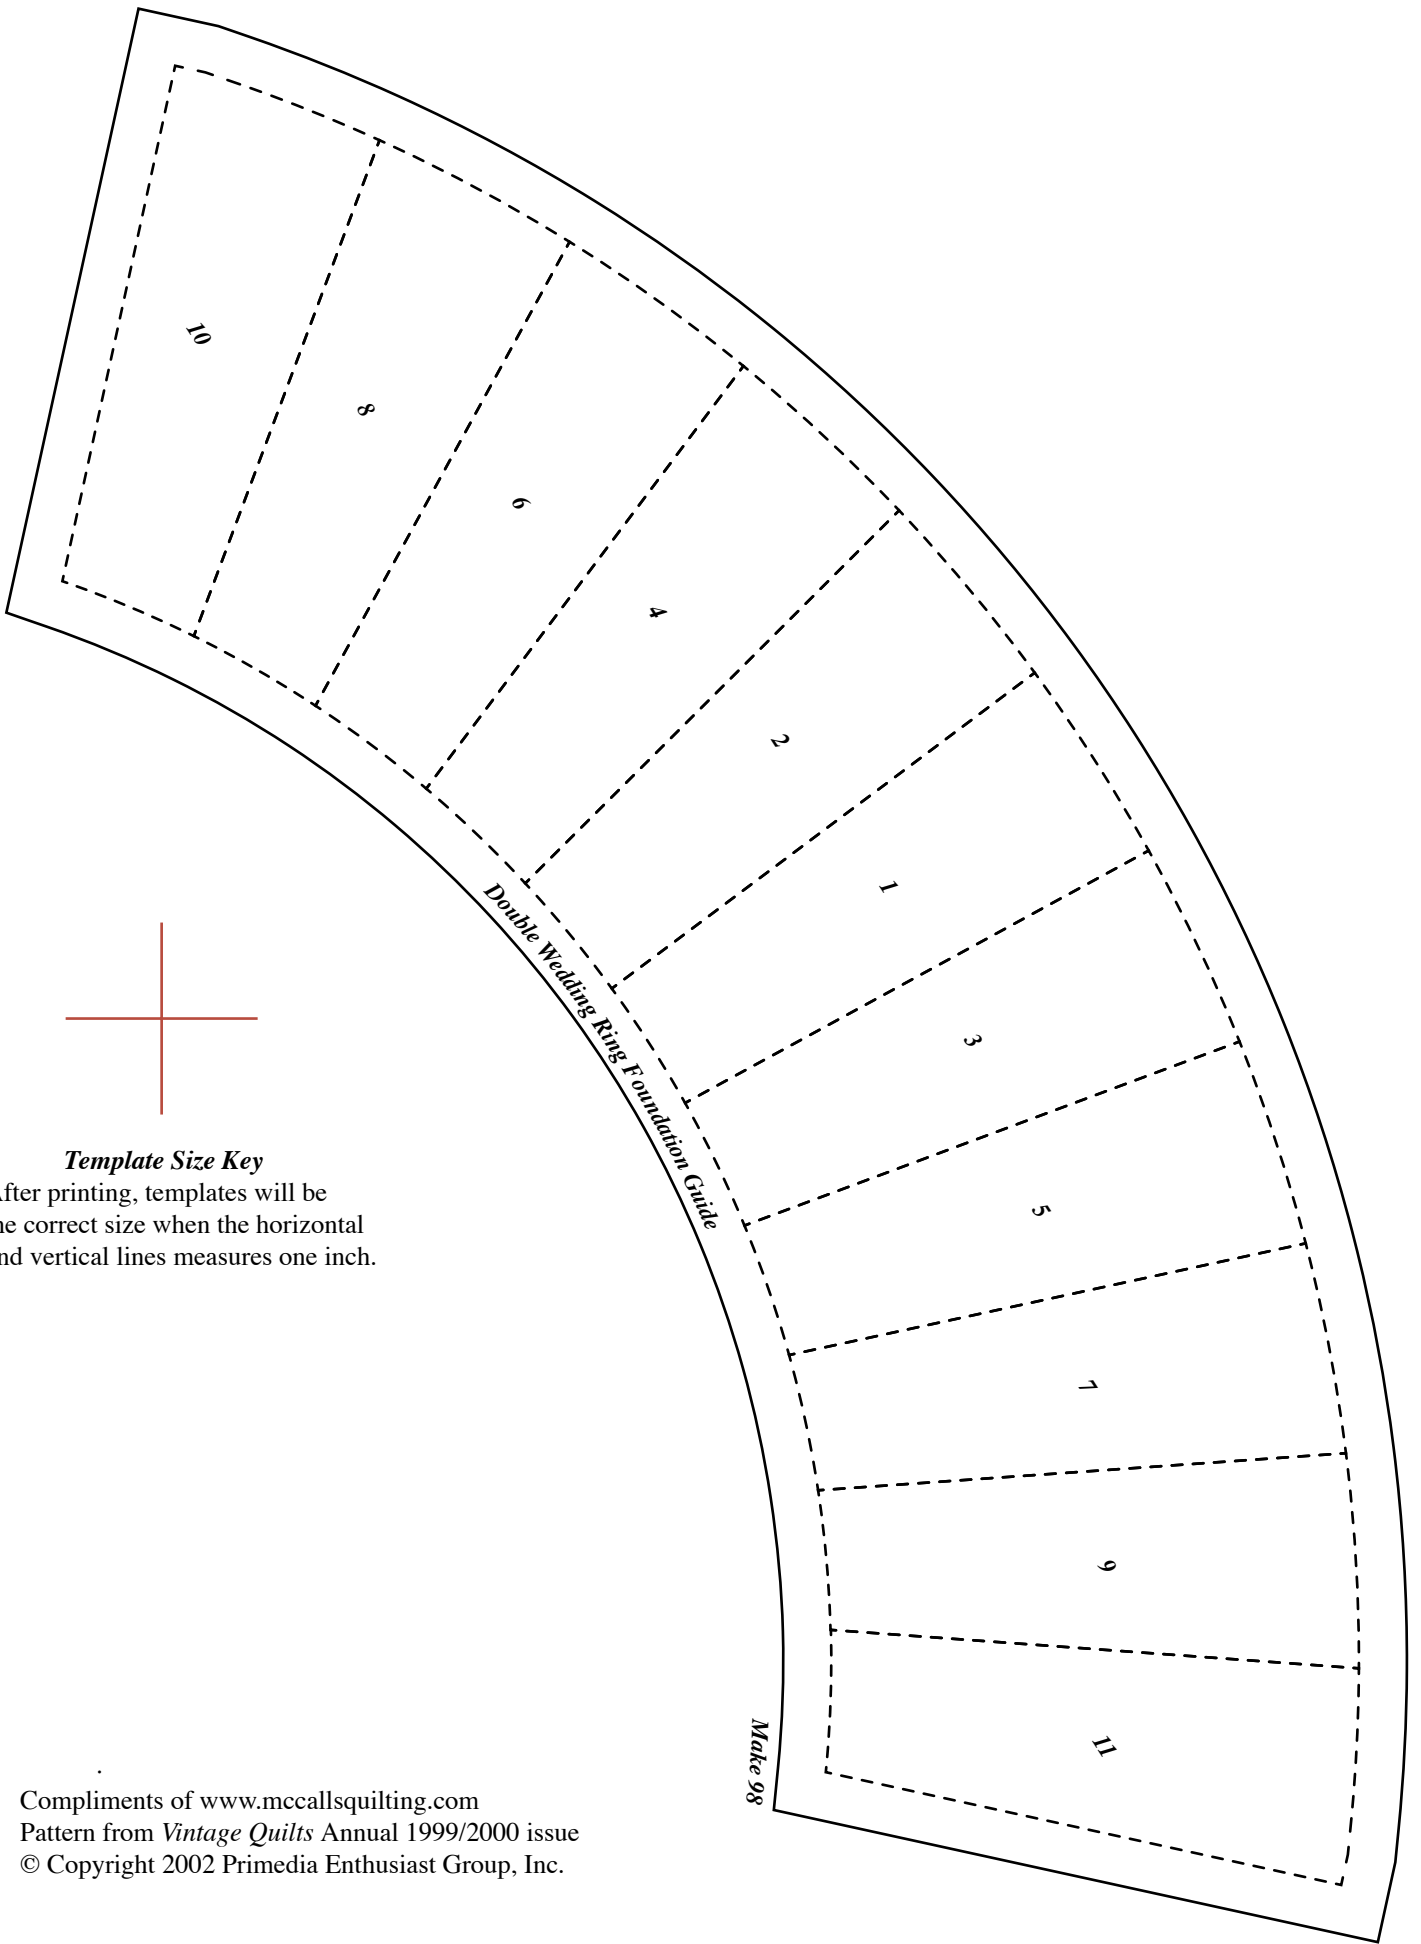 10
8
6
4
2
1
3
5
7
9
11
Double Wedding Ring Foundation Guide
Template Size Key
After printing, templates will be
correct size when the horizontal
vertical lines measures one inch.
Make 98
.
Compliments of www.mccallsquilting.com
Pattern from Vintage Quilts Annual 1999/2000 issue
© Copyright 2002 Primedia Enthusiast Group, Inc.